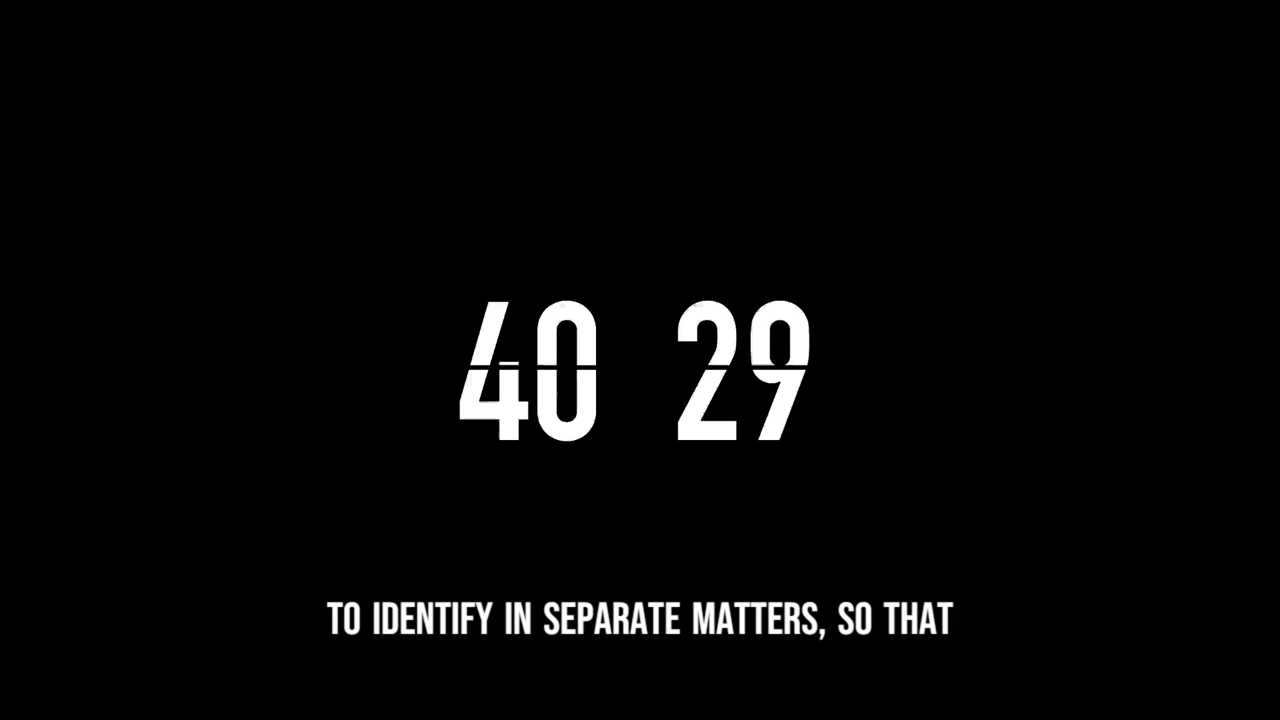 40 29
TO IDENTIFY IN SEPARATE MATTERS, SO THAT